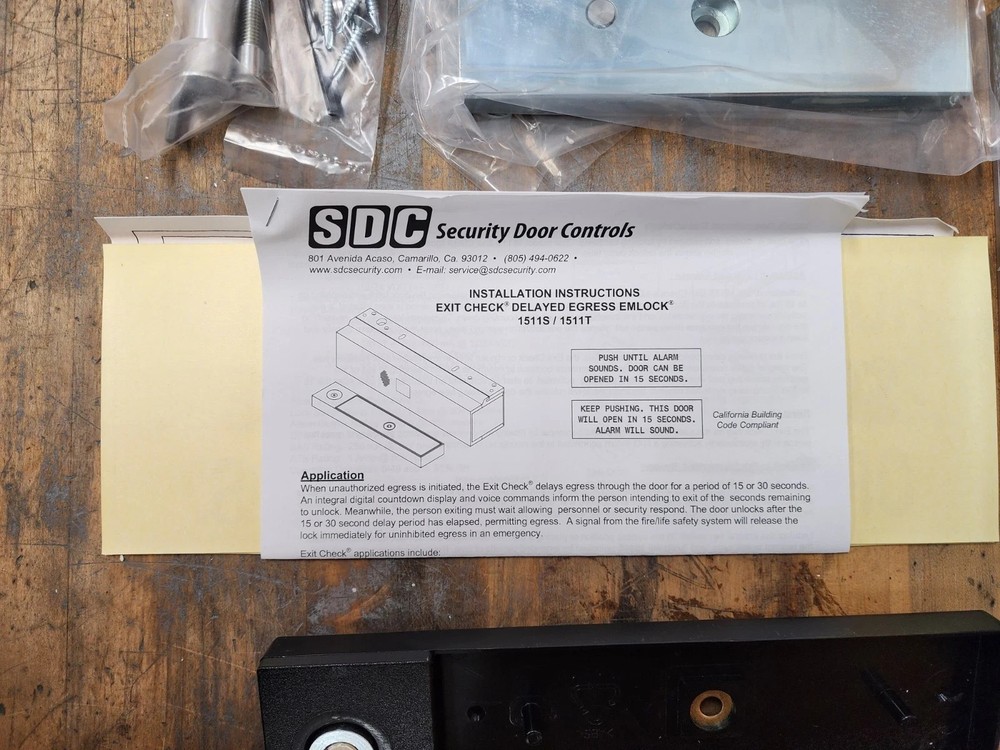 SDC Security Door Controls
801 Avenida Acaso, Camarillo, Ca. 93012 • (805) 494-0622 •
www.sdcsecurity.com • E-mail: service@sdcsecurity.com
INSTALLATION INSTRUCTIONS
EXIT CHECK® DELAYED EGRESS EMLOCK®
1511S / 1511T
PUSH UNTIL ALARM
SOUNDS. DOOR CAN BE
OPENED IN 15 SECONDS.
KEEP PUSHING. THIS DOOR
WILL OPEN IN 15 SECONDS.
ALARM WILL SOUND.
California Building
Code Compliant
Application
When unauthorized egress is initiated, the Exit Check® delays egress through the door for a period of 15 or 30 seconds.
An integral digital countdown display and voice commands inform the person intending to exit of the seconds remaining
to unlock. Meanwhile, the person exiting must wait allowing personnel or security respond. The door unlocks after the
15 or 30 second delay period has elapsed, permitting egress. A signal from the fire/life safety system will release the
lock immediately for uninhibited egress in an emergency.
Exit Check® applications include: